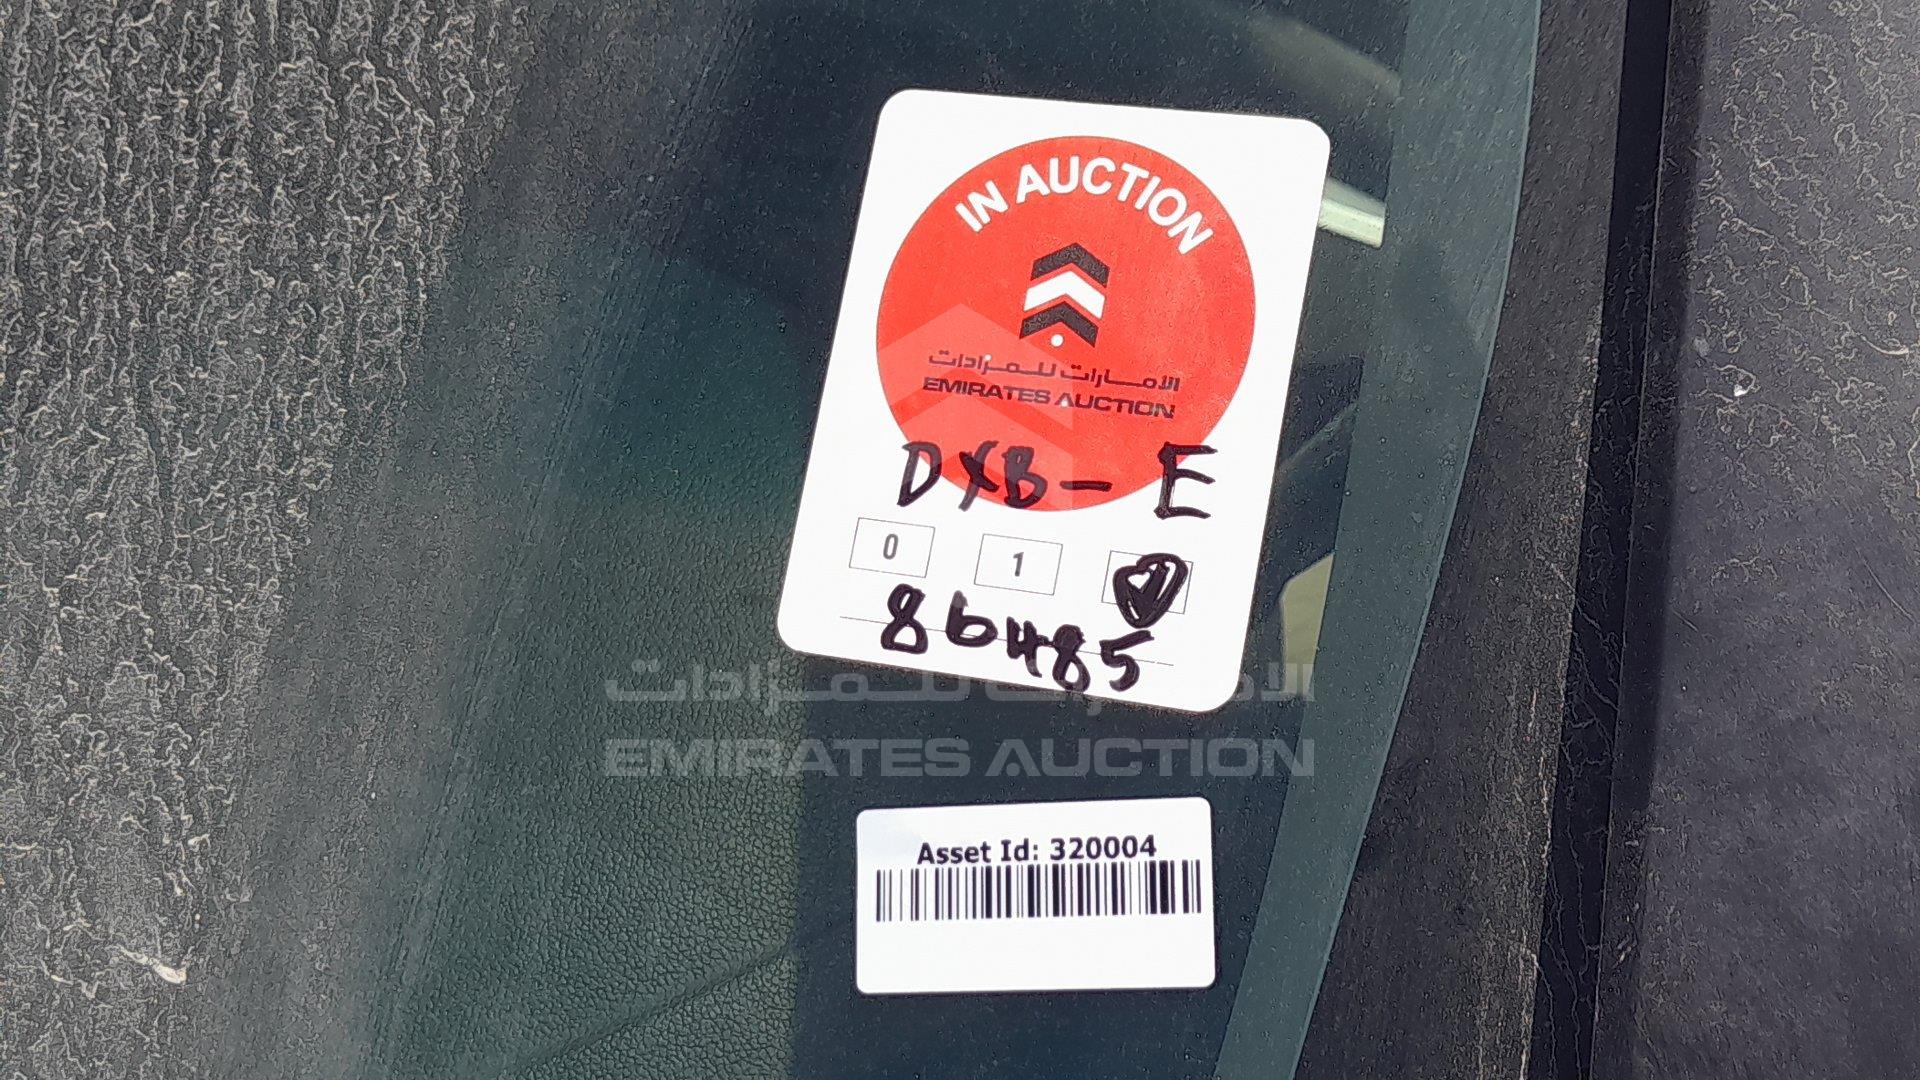 IN AUCTION
الامارات للمزادات
EMIRATES AUCTION
DXB - E
0 1
86485
الامارات للمزادات
EMIRATES AUCTION
Asset Id: 320004